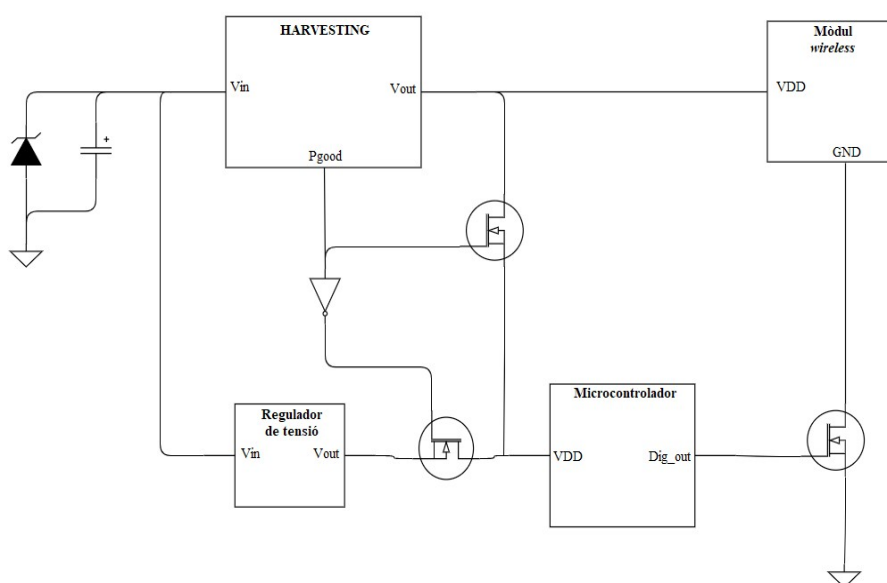 HARVESTING
Vin
Vout
Pgood
Mòdul
wireless
VDD
GND
Regulador
de tensió
Vin
Vout
Microcontrolador
VDD
Dig_out
+